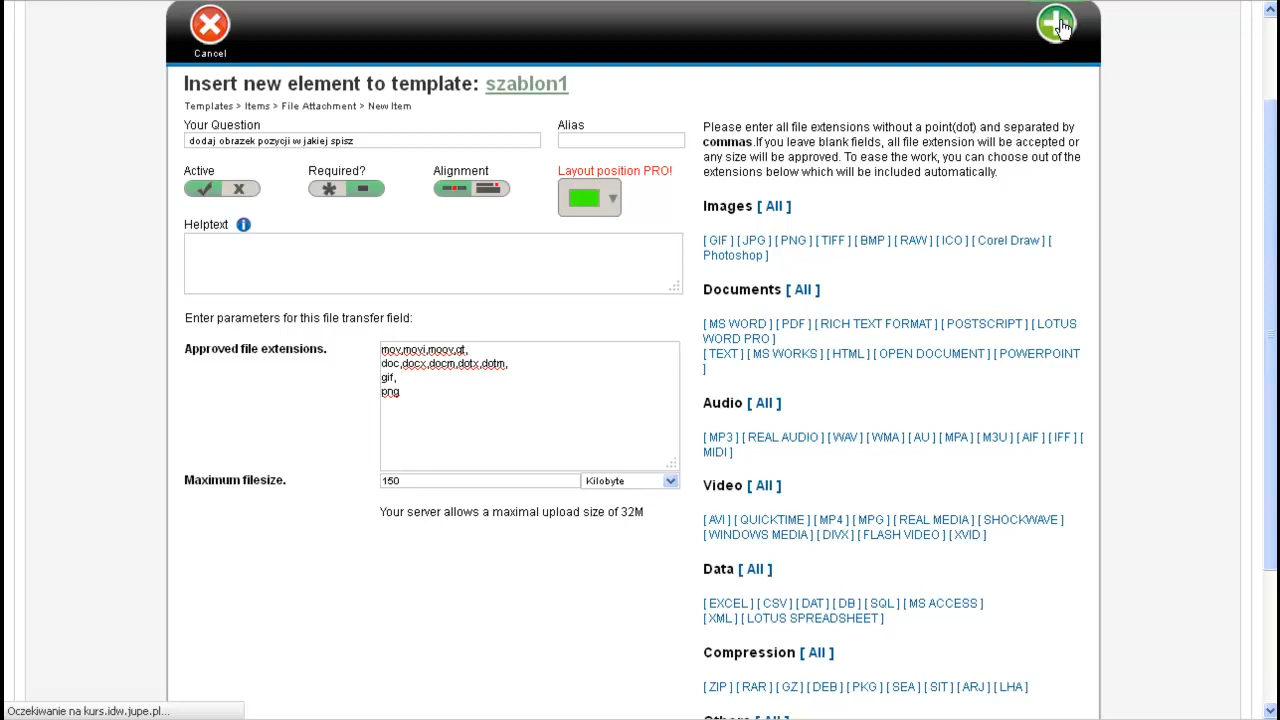 Cancel
Insert new element to template: szablon1
Templates > Items > File Attachment > New Item
Your Question
Alias
dodaj obrazek pozycji w jakiej spisz
Active
Required?
Alignment
Layout position PRO!
Helptext
Enter parameters for this file transfer field:
Approved file extensions.
mov,movi,moov,qt,
doc,docx,docm,dotx,dotm,
gif,
png
Maximum filesize.
150
Kilobyte
Your server allows a maximal upload size of 32M
Please enter all file extensions without a point(dot) and separated by
commas.If you leave blank fields, all file extension will be accepted or
any size will be approved. To ease the work, you can choose out of the
extensions below which will be included automatically.
Images [ All ]
[ GIF ] [ JPG ] [ PNG ] [ TIFF ] [ BMP ] [ RAW ] [ ICO ] [ Corel Draw ] [
Photoshop ]
Documents [ All ]
[ MS WORD ] [ PDF ] [ RICH TEXT FORMAT ] [ POSTSCRIPT ] [ LOTUS
WORD PRO ]
[ TEXT ] [ MS WORKS ] [ HTML ] [ OPEN DOCUMENT ] [ POWERPOINT
]
Audio [ All ]
[ MP3 ] [ REAL AUDIO ] [ WAV ] [ WMA ] [ AU ] [ MPA ] [ M3U ] [ AIF ] [ IFF ] [
MIDI ]
Video [ All ]
[ AVI ] [ QUICKTIME ] [ MP4 ] [ MPG ] [ REAL MEDIA ] [ SHOCKWAVE ]
[ WINDOWS MEDIA ] [ DIVX ] [ FLASH VIDEO ] [ XVID ]
Data [ All ]
[ EXCEL ] [ CSV ] [ DAT ] [ DB ] [ SQL ] [ MS ACCESS ]
[ XML ] [ LOTUS SPREADSHEET ]
Compression [ All ]
[ ZIP ] [ RAR ] [ GZ ] [ DEB ] [ PKG ] [ SEA ] [ SIT ] [ ARJ ] [ LHA ]
Others [ All ]
Oczekiwanie na kurs.idw.jupe.pl...